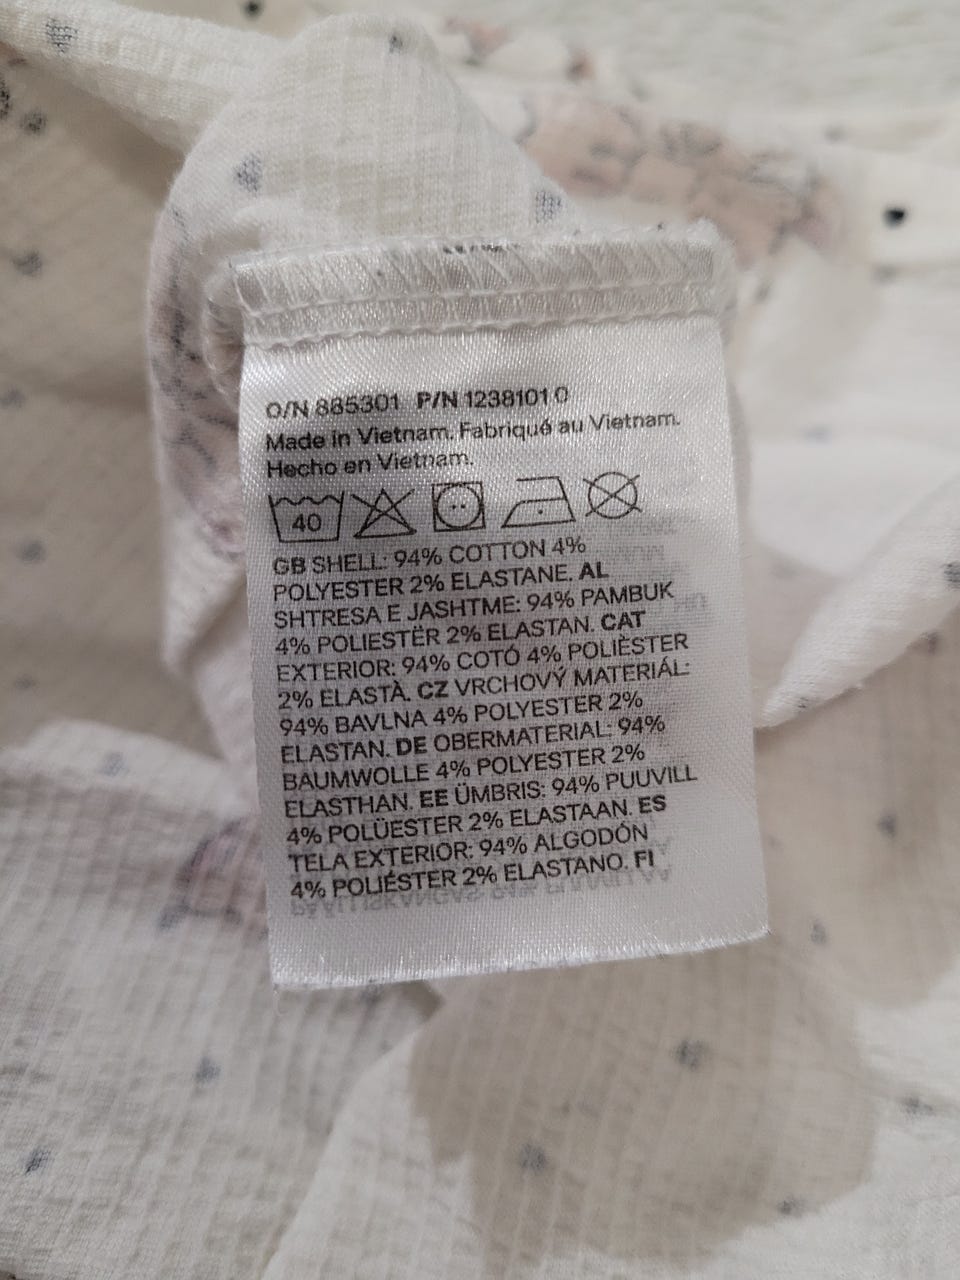 O/N 885301 P/N 1238101 0
Made in Vietnam. Fabriqué au Vietnam.
Hecho en Vietnam.
40
GB SHELL: 94% COTTON 4%
POLYESTER 2% ELASTANE. AL
SHTRESA E JASHTME: 94% PAMBUK
4% POLIESTËR 2% ELASTAN. CAT
EXTERIOR: 94% COTÓ 4% POLIÈSTER
2% ELASTÀ. CZ VRCHOVÝ MATERIÁL:
94% BAVLNA 4% POLYESTER 2%
ELASTAN. DE OBERMATERIAL: 94%
BAUMWOLLE 4% POLYESTER 2%
ELASTHAN. EE ÜMBRIS: 94% PUUVILL
4% POLÜESTER 2% ELASTAAN. ES
TELA EXTERIOR: 94% ALGODÓN
4% POLIÉSTER 2% ELASTANO. FI